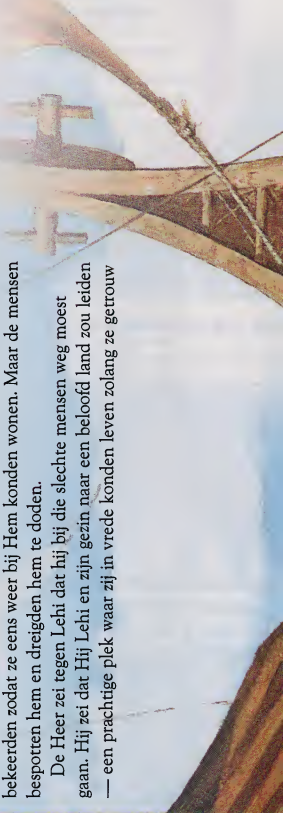 bekeerden zodat ze eens weer bij Hem konden wonen. Maar de mensen
bespotten hem en dreigden hem te doden.
De Heer zei tegen Lehi dat hij bij die slechte mensen weg moest
gaan. Hij zei dat Hij Lehi en zijn gezin naar een beloofd land zou leiden
— een prachtige plek waar zij in vrede konden leven zolang ze getrouw